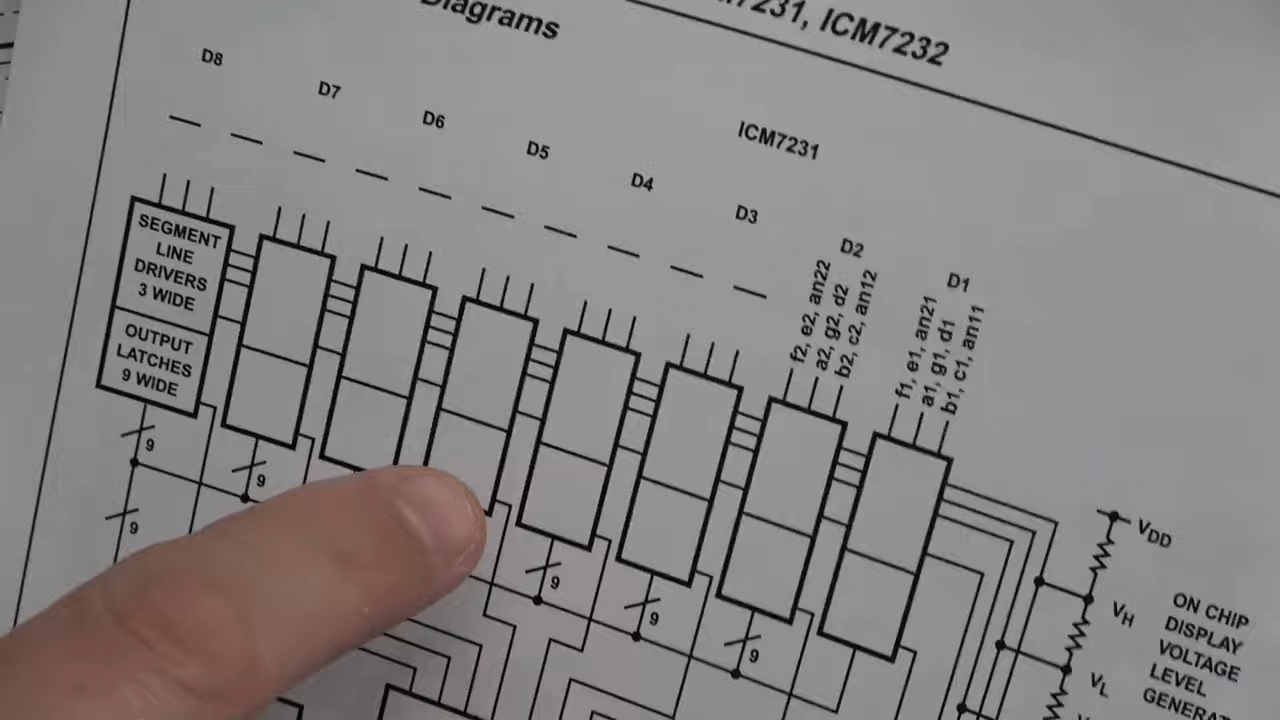 ICM7232
Diagrams
ICM7231
D8
D7
D6
D5
D4
D3
D2
D1
f2, e2, an22
a2, g2, d2
b2, c2, an12
f1, e1, an21
a1, g1, d1
b1, c1, an11
SEGMENT
LINE
DRIVERS
3 WIDE
OUTPUT
LATCHES
9 WIDE
9
9
9
9
9
9
VDD
VH
VL
ON CHIP
DISPLAY
VOLTAGE
LEVEL